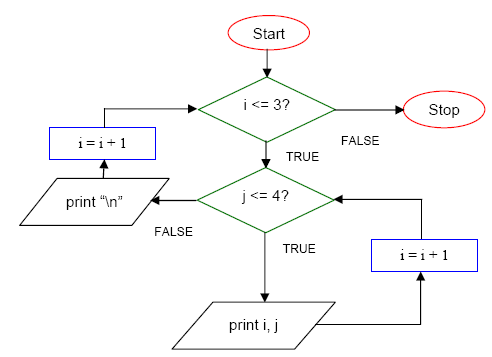 Start
i <= 3?
Stop
FALSE
TRUE
i = i + 1
j <= 4?
print “\n”
FALSE
TRUE
i = i + 1
print i, j